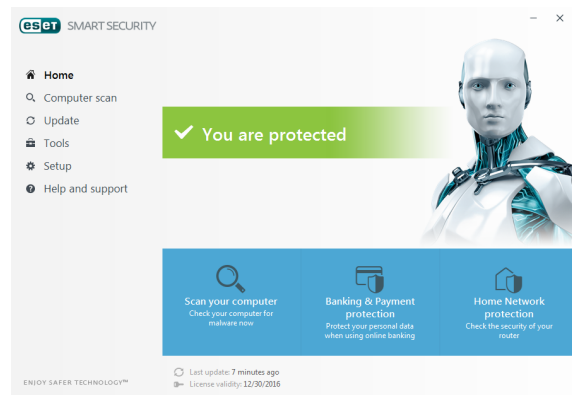 eset SMART SECURITY
Home
Computer scan
Update
Tools
Setup
Help and support
You are protected
Scan your computer
Check your computer for
malware now
Banking & Payment
protection
Protect your personal data
when using online banking
Home Network
protection
Check the security of your
router
Last update: 7 minutes ago
License validity: 12/30/2016
ENJOY SAFER TECHNOLOGY™